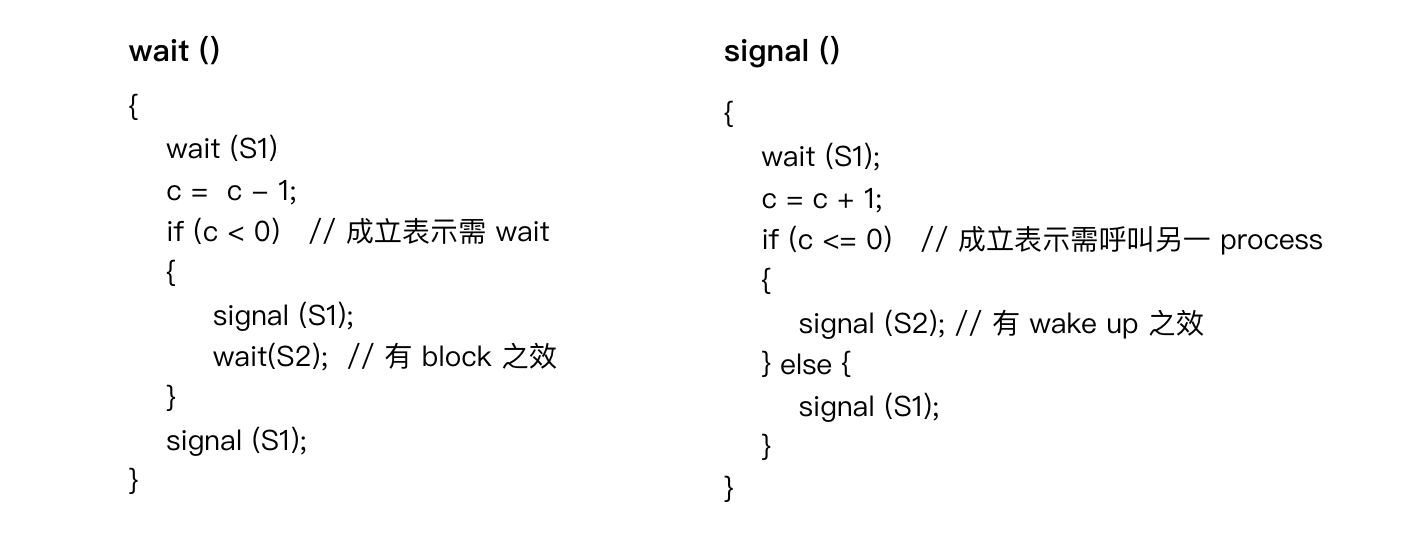 wait ()
{
wait (S1)
c = c – 1;
if (c < 0) // 成立表示需 wait
{
signal (S1);
wait(S2); // 有 block 之效
}
signal (S1);
}
signal ()
{
wait (S1);
c = c + 1;
if (c <= 0) // 成立表示需呼叫另一 process
{
signal (S2); // 有 wake up 之效
} else {
signal (S1);
}
}